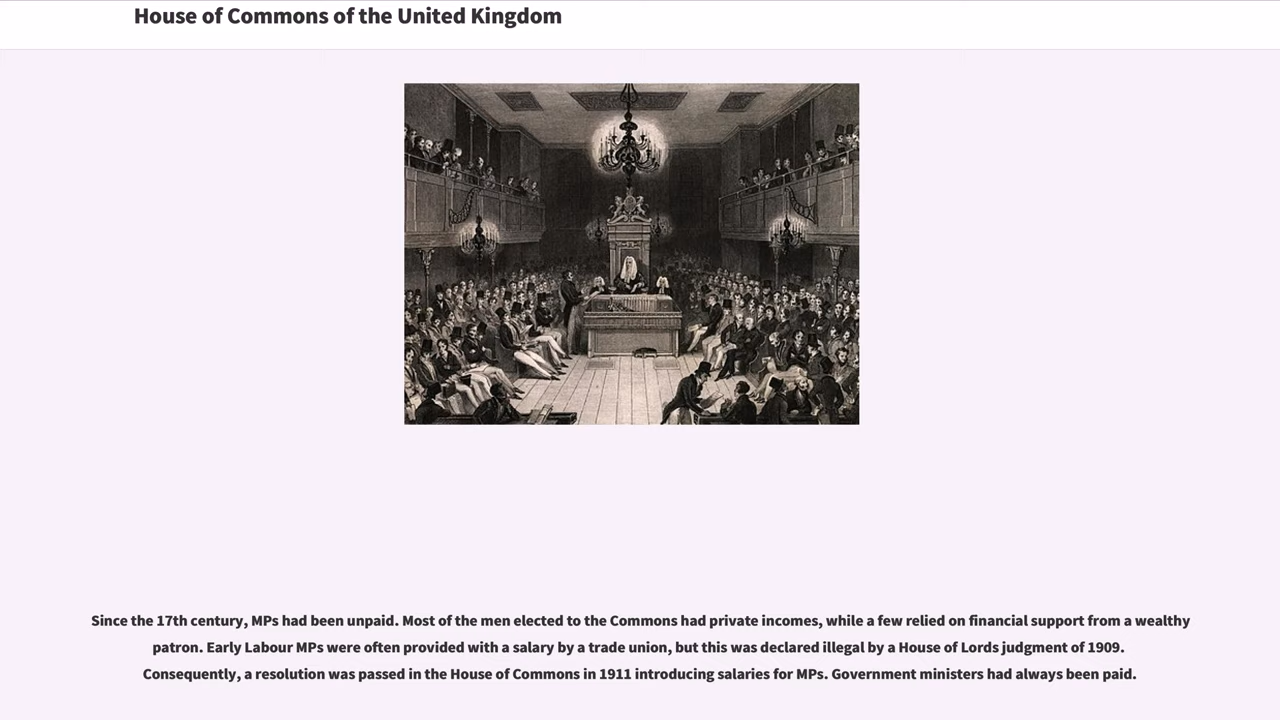 House of Commons of the United Kingdom
Since the 17th century, MPs had been unpaid. Most of the men elected to the Commons had private incomes, while a few relied on financial support from a wealthy
patron. Early Labour MPs were often provided with a salary by a trade union, but this was declared illegal by a House of Lords judgment of 1909.
Consequently, a resolution was passed in the House of Commons in 1911 introducing salaries for MPs. Government ministers had always been paid.